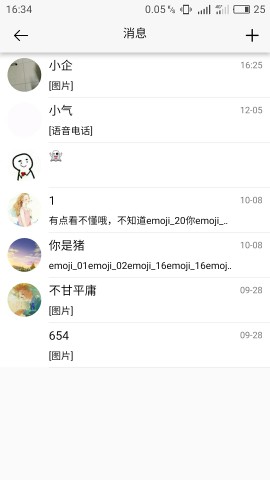 16:34 0.05 ⁰⁄s 4G 25
消息
小企 16:25
[图片]
小气 12-05
[语音电话]
👻
1 10-08
有点看不懂哦，不知道emoji_20你emoji_..
你是猪 10-08
emoji_01emoji_02emoji_16emoji_16emoj..
不甘平庸 09-28
[图片]
654 09-28
[图片]